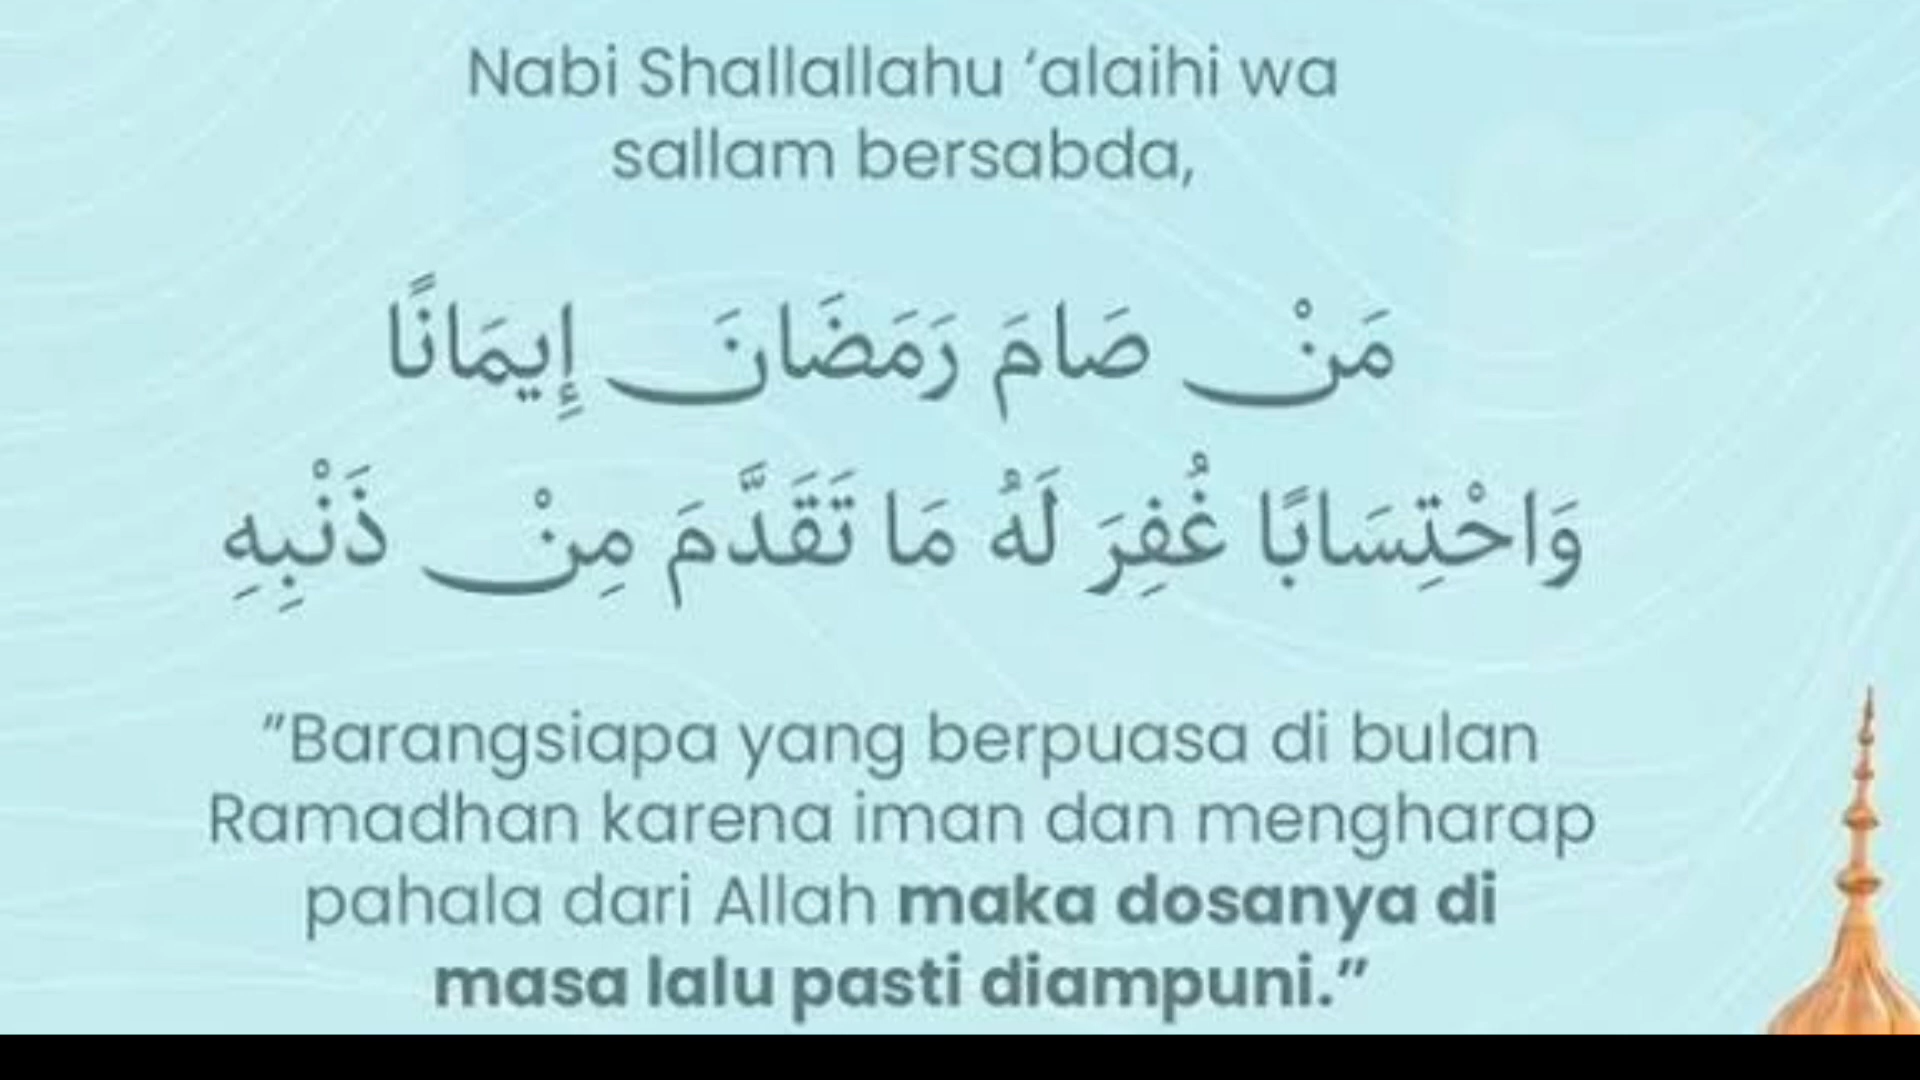 Nabi Shallallahu ‘alaihi wa
sallam bersabda,
مَنْ صَامَ رَمَضَانَ إِيمَانًا
وَاحْتِسَابًا غُفِرَ لَهُ مَا تَقَدَّمَ مِنْ ذَنْبِهِ
"Barangsiapa yang berpuasa di bulan
Ramadhan karena iman dan mengharap
pahala dari Allah maka dosanya di
masa lalu pasti diampuni."